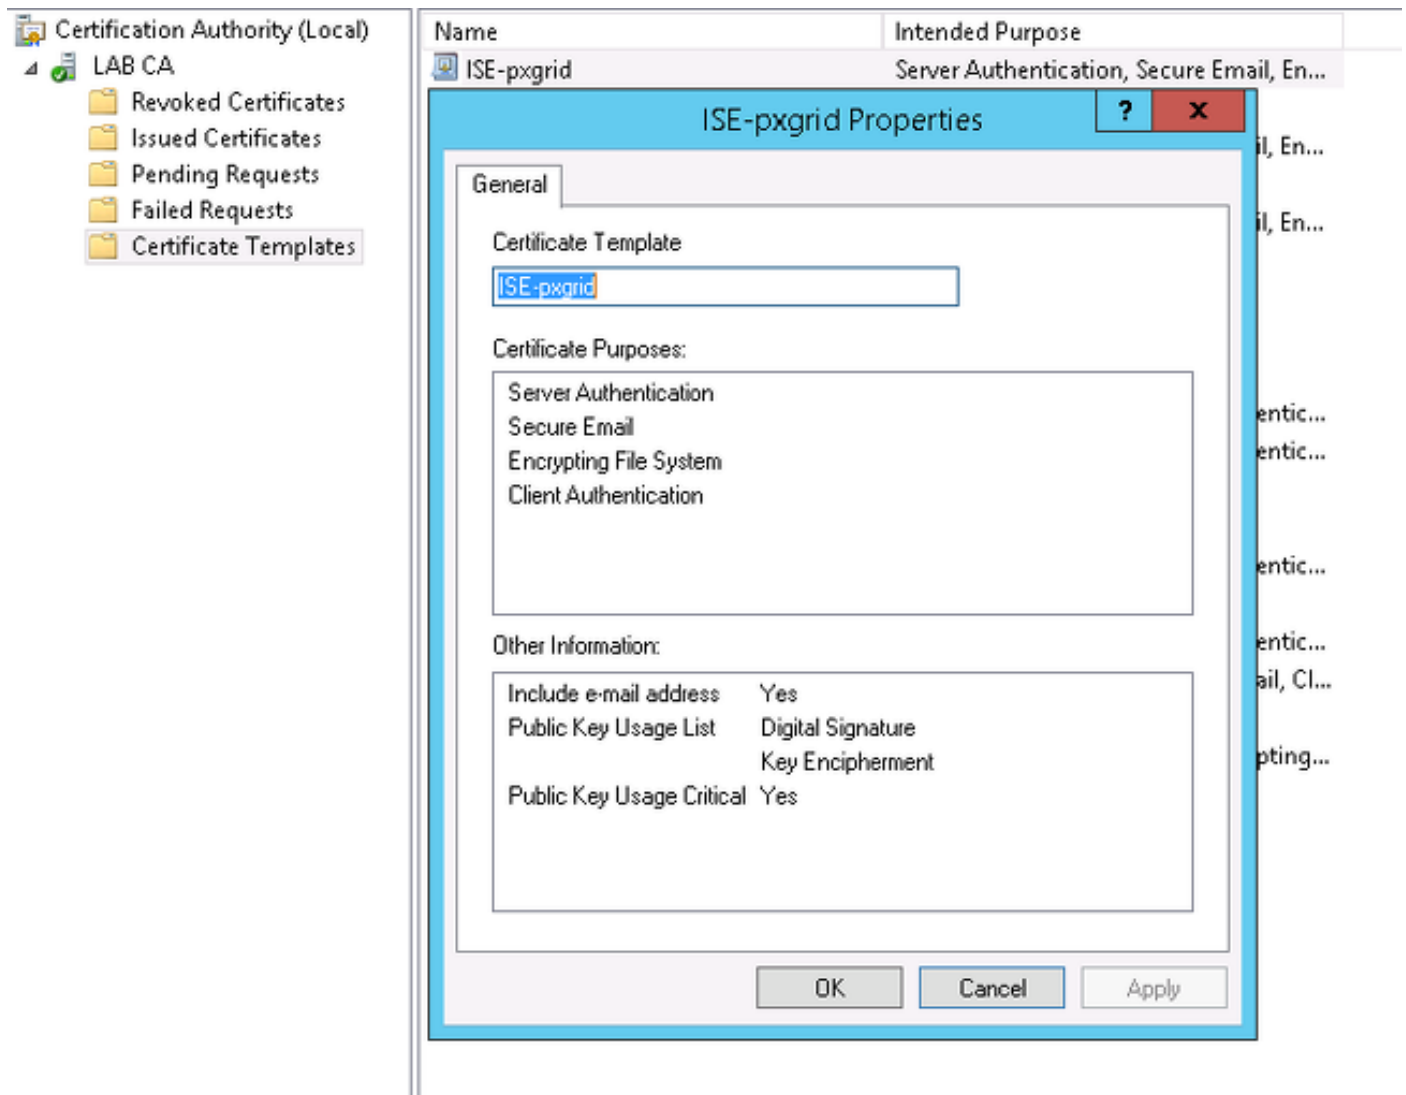 Certification Authority (Local)
LAB CA
Revoked Certificates
Issued Certificates
Pending Requests
Failed Requests
Certificate Templates
Name Intended Purpose
ISE-pxgrid Server Authentication, Secure Email, En...
ISE-pxgrid Properties ? x
il, En...
General
il, En...
Certificate Template
ISE-pxgrid
Certificate Purposes:
Server Authentication
entic...
Secure Email
entic...
Encrypting File System
Client Authentication
entic...
Other Information:
entic...
Include e-mail address Yes
ail, Cl...
Public Key Usage List Digital Signature
Key Encipherment
pting...
Public Key Usage Critical Yes
OK Cancel Apply